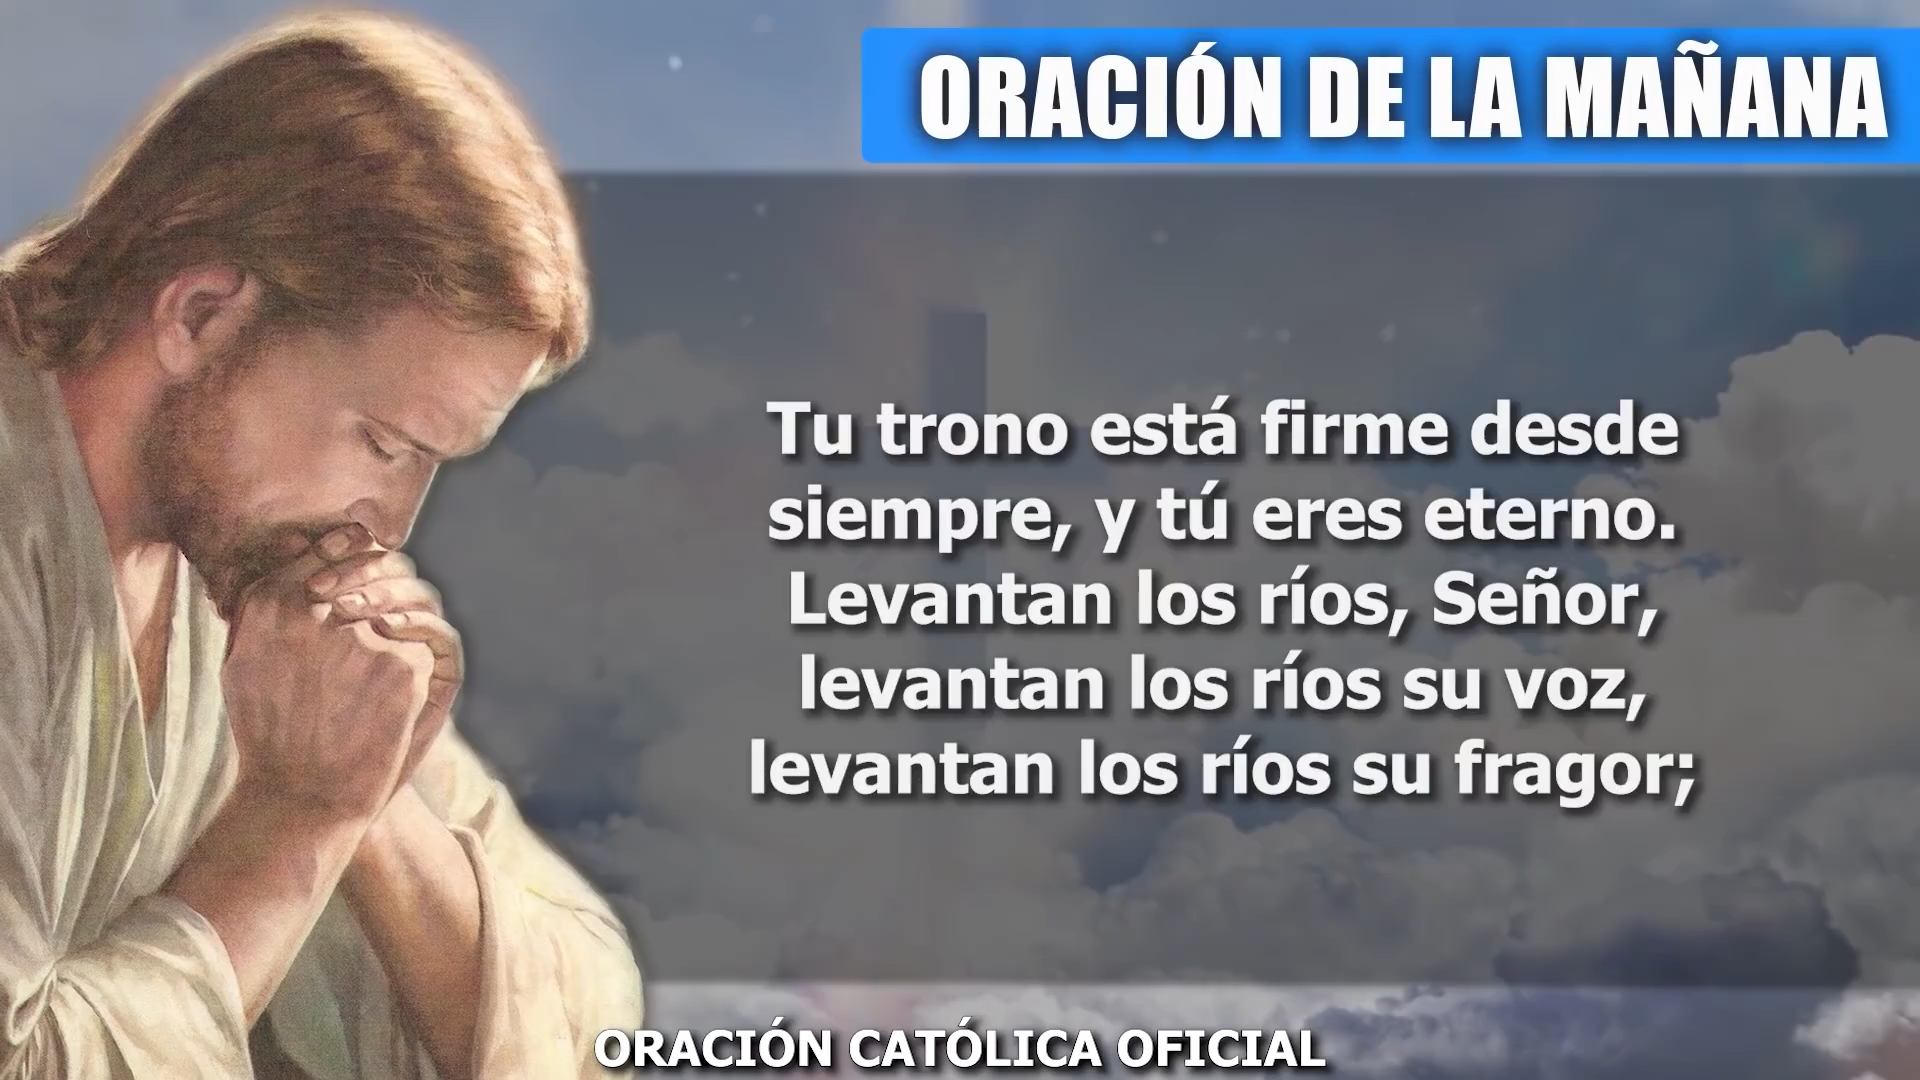 ORACIÓN DE LA MAÑANA
Tu trono está firme desde
siempre, y tú eres eterno.
Levantan los ríos, Señor,
levantan los ríos su voz,
levantan los ríos su fragor;
ORACIÓN CATÓLICA OFICIAL